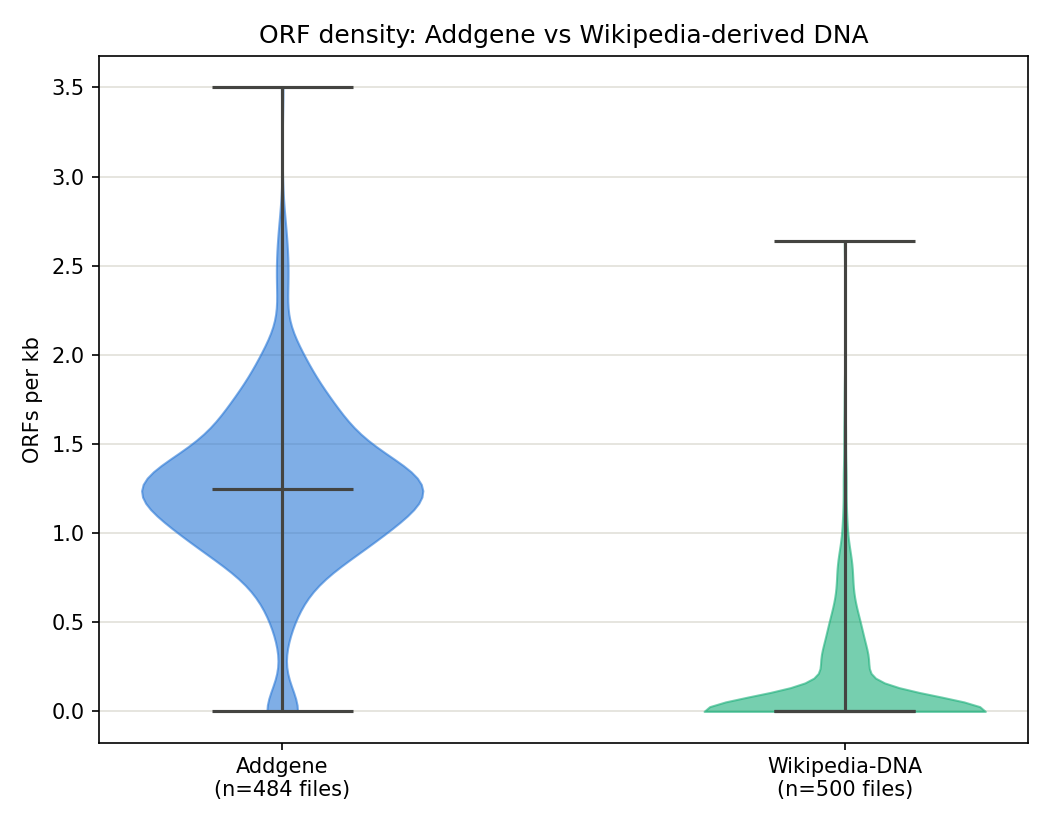 ORF density: Addgene vs Wikipedia-derived DNA
ORFs per kb
3.5
3.0
2.5
2.0
1.5
1.0
0.5
0.0
Addgene
(n=484 files)
Wikipedia-DNA
(n=500 files)